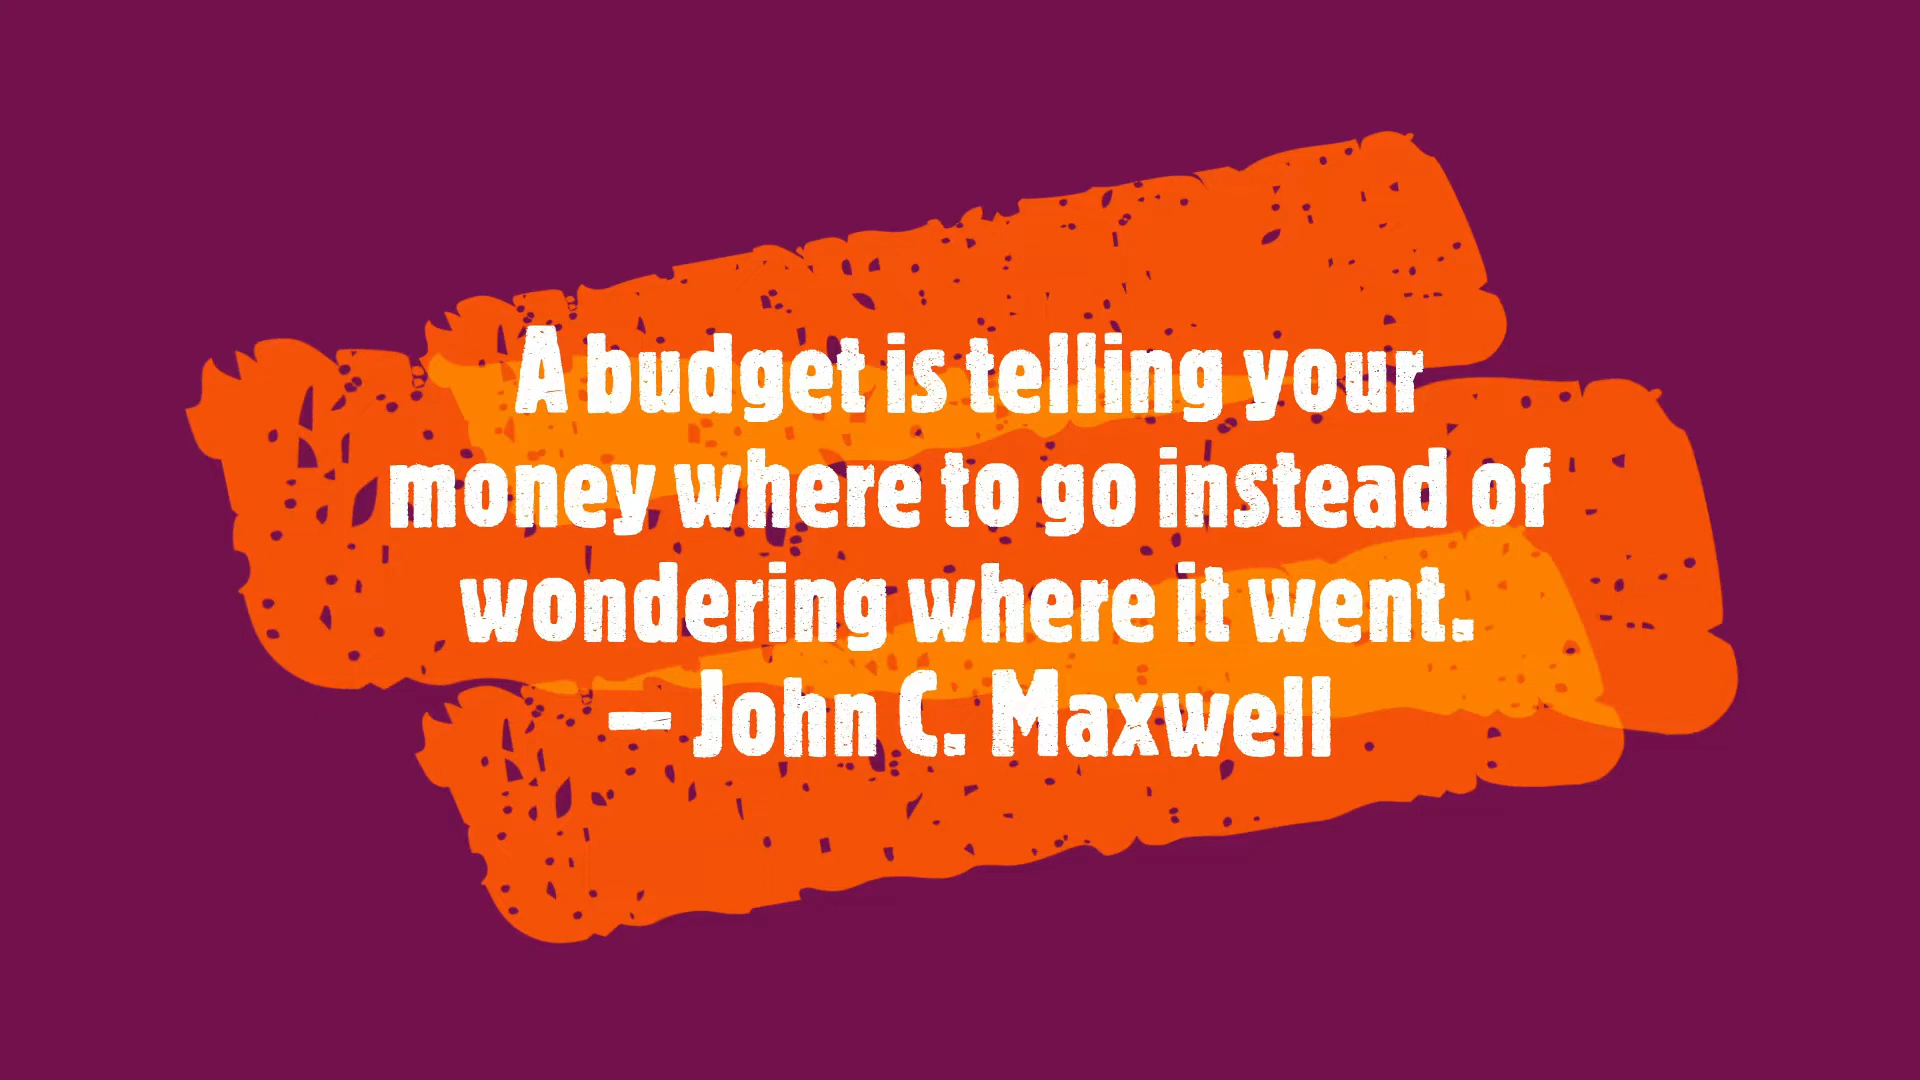 A budget is telling your
money where to go instead of
wondering where it went.
— John C. Maxwell